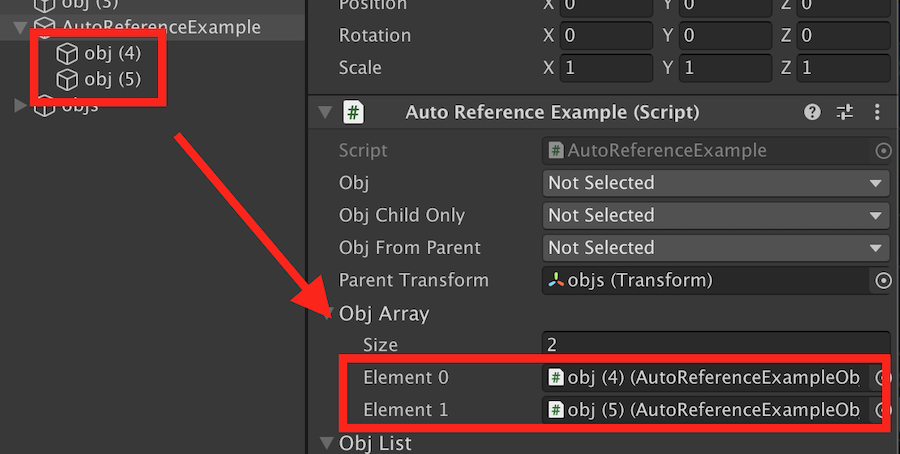 obj (3)
AutoReferenceExample
obj (4)
obj (5)
objs
Position X 0 Y 0 Z 0
Rotation X 0 Y 0 Z 0
Scale X 1 Y 1 Z 1
# Auto Reference Example (Script)
Script # AutoReferenceExample
Obj Not Selected
Obj Child Only Not Selected
Obj From Parent Not Selected
Parent Transform objs (Transform)
Obj Array
Size 2
Element 0 # obj (4) (AutoReferenceExampleOb
Element 1 # obj (5) (AutoReferenceExampleOb
Obj List